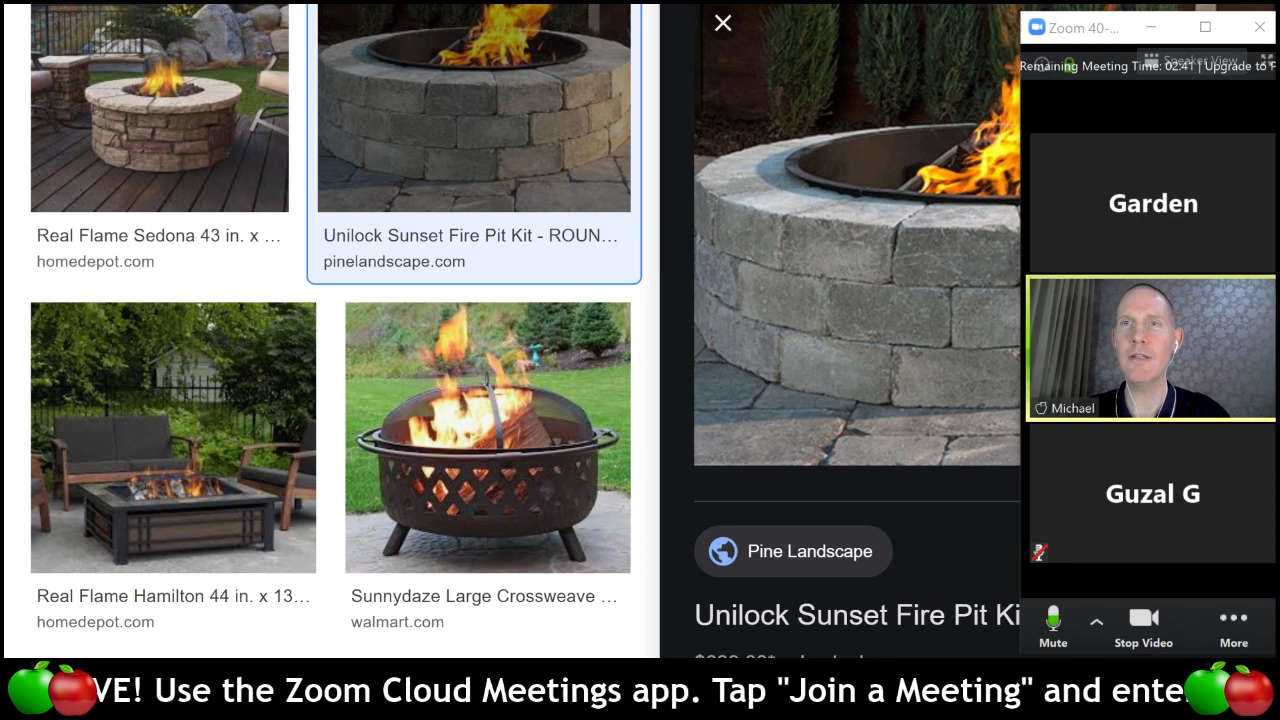 Real Flame Sedona 43 in. x ...
homedepot.com
Unilock Sunset Fire Pit Kit - ROUN...
pinelandscape.com
Real Flame Hamilton 44 in. x 13...
homedepot.com
Sunnydaze Large Crossweave ...
walmart.com
Pine Landscape
Unilock Sunset Fire Pit Ki
Zoom 40-...
Speaker View
Remaining Meeting Time: 02:41 | Upgrade to
Garden
Michael
Guzal G
Mute
Stop Video
More
VE! Use the Zoom Cloud Meetings app. Tap "Join a Meeting" and ente